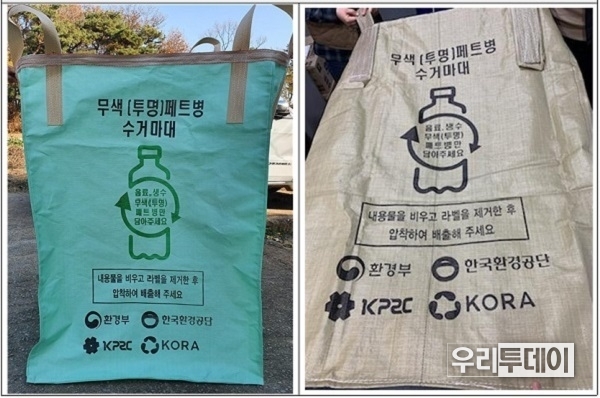 무색 (투명)페트병
수거마대
음료.생수
무색(투명)
페트병만
담아주세요
내용물을 비우고 라벨을 제거한 후
압착하여 배출해 주세요
환경부 한국환경공단
KP2C KORA
무색 (투명)페트병
수거마대
음료.생수
무색(투명)
페트병만
담아주세요
내용물을 비우고 라벨을 제거한 후
압착하여 배출해 주세요
환경부 한국환경공단
KP2C KORA
우리투데이